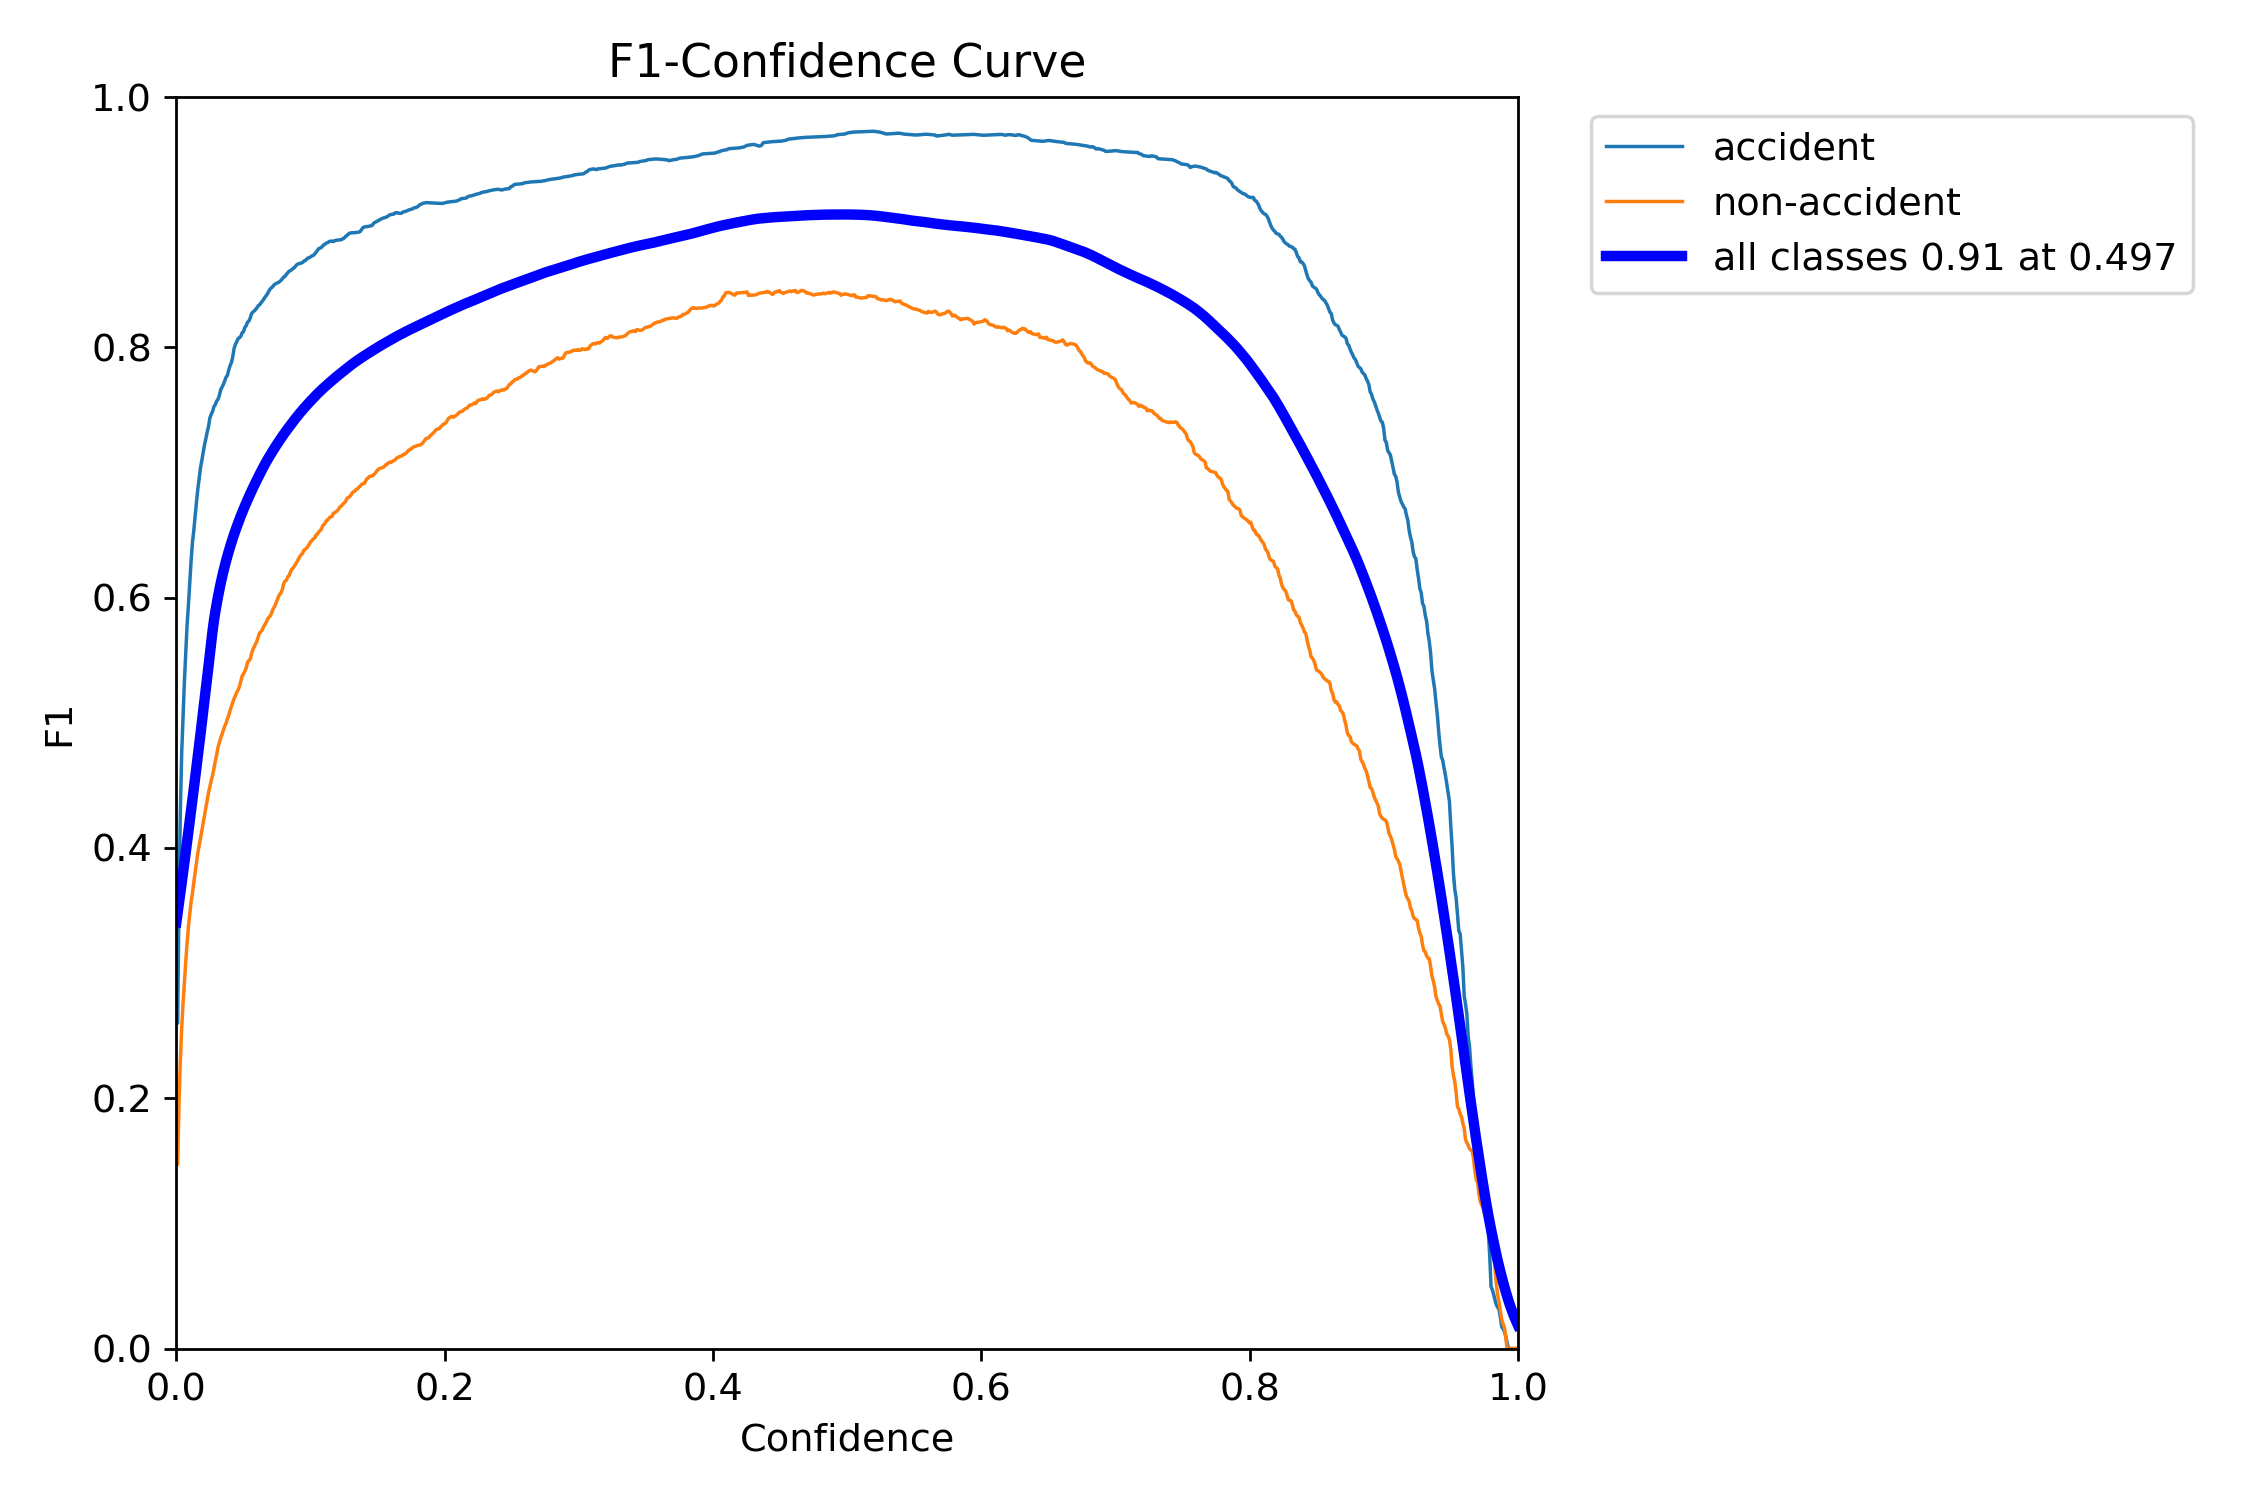 F1-Confidence Curve
1.0
0.8
0.6
0.4
0.2
0.0
F1
0.0 0.2 0.4 0.6 0.8 1.0
Confidence
accident
non-accident
all classes 0.91 at 0.497